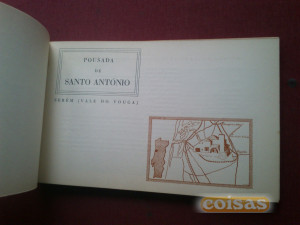 POUSADA
DE
SANTO ANTONIO
SEREM (VALE DO VOUGA)
coisas